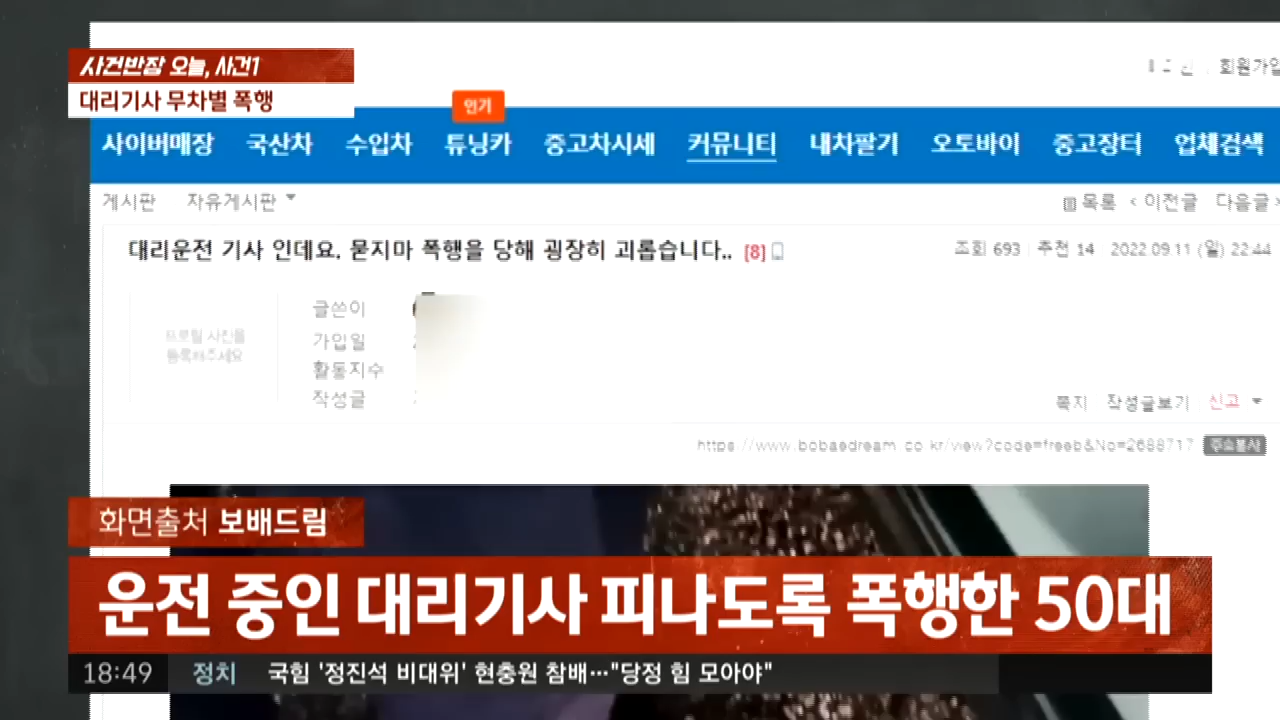 사건반장 오늘, 사건1
대리기사 무차별 폭행
회원가입
인기
사이버매장 국산차 수입차 튜닝카 중고차시세 커뮤니티 내차팔기 오토바이 중고장터 업체검색
게시판 자유게시판 목록 < 이전글 다음글 >
대리운전 기사 인데요. 묻지마 폭행을 당해 굉장히 괴롭습니다.. [8] 조회 693 추천 14 2022.09.11 (일) 22:44
글쓴이
프로필 사진을
등록해주세요
가입일
활동지수
작성글
쪽지 작성글보기 신고
https://www.bobaedream.co.kr/view?code=freeb&No=2688717 주소복사
화면출처 보배드림
운전 중인 대리기사 피나도록 폭행한 50대
18:49 정치 국힘 '정진석 비대위' 현충원 참배…"당정 힘 모아야"